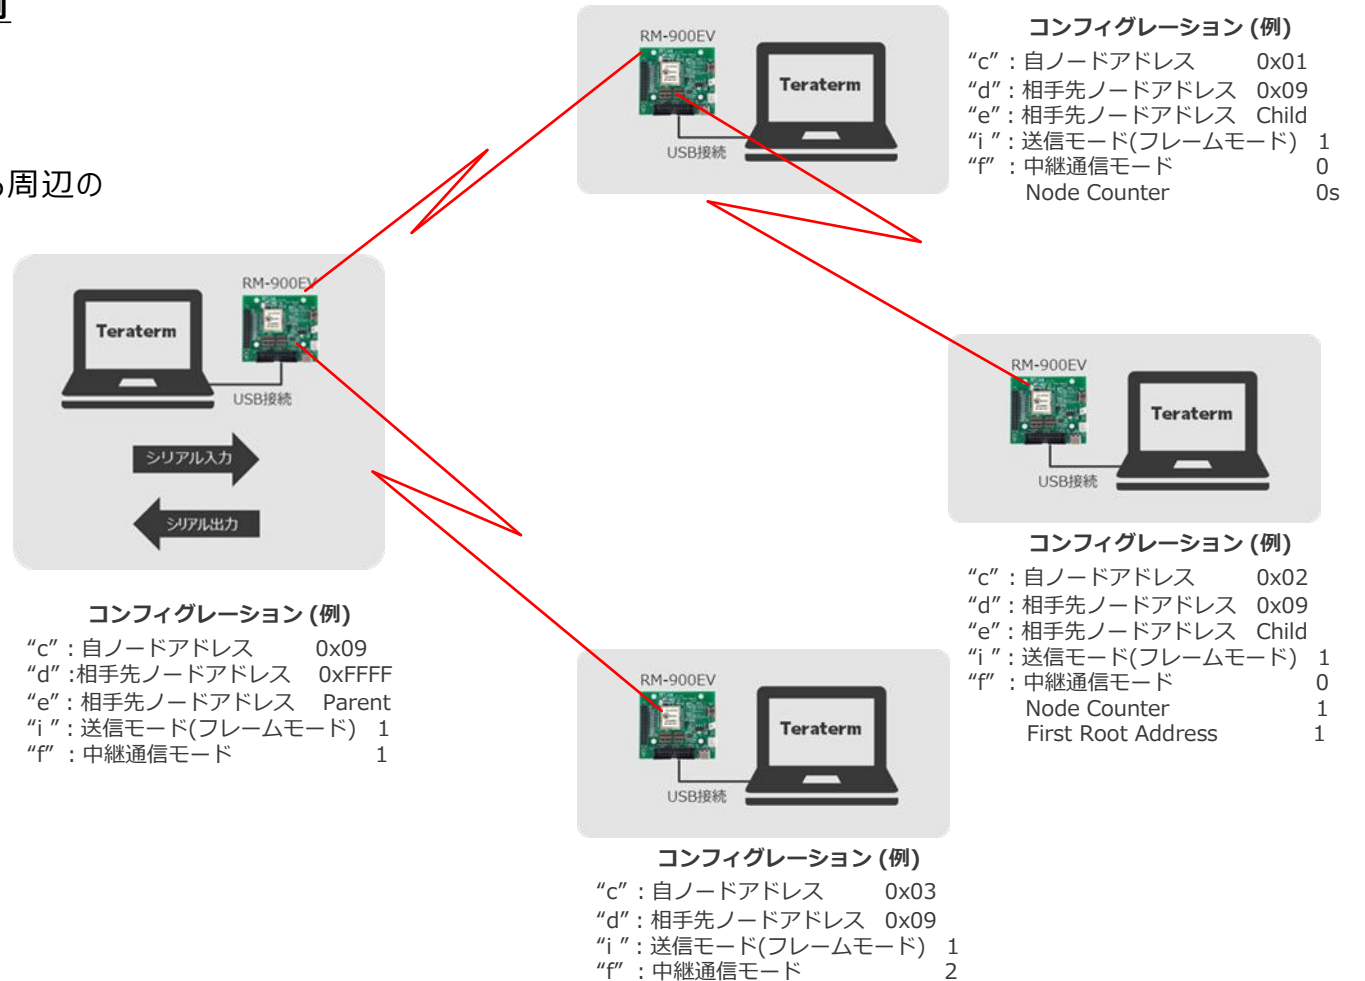 周辺の
RM-900EV
Teraterm
USB接続
コンフィグレーション (例)
“c” : 自ノードアドレス 0x01
“d” : 相手先ノードアドレス 0x09
“e” : 相手先ノードアドレス Child
“i ” : 送信モード(フレームモード) 1
“f” : 中継通信モード 0
Node Counter 0s
RM-900EV
Teraterm
USB接続
シリアル入力
シリアル出力
コンフィグレーション (例)
“c” : 自ノードアドレス 0x09
“d” :相手先ノードアドレス 0xFFFF
“e” : 相手先ノードアドレス Parent
“i ” : 送信モード(フレームモード) 1
“f” : 中継通信モード 1
RM-900EV
Teraterm
USB接続
コンフィグレーション (例)
“c” : 自ノードアドレス 0x02
“d” : 相手先ノードアドレス 0x09
“e” : 相手先ノードアドレス Child
“i ” : 送信モード(フレームモード) 1
“f” : 中継通信モード 0
Node Counter 1
First Root Address 1
RM-900EV
Teraterm
USB接続
コンフィグレーション (例)
“c” : 自ノードアドレス 0x03
“d” : 相手先ノードアドレス 0x09
“i ” : 送信モード(フレームモード) 1
“f” : 中継通信モード 2